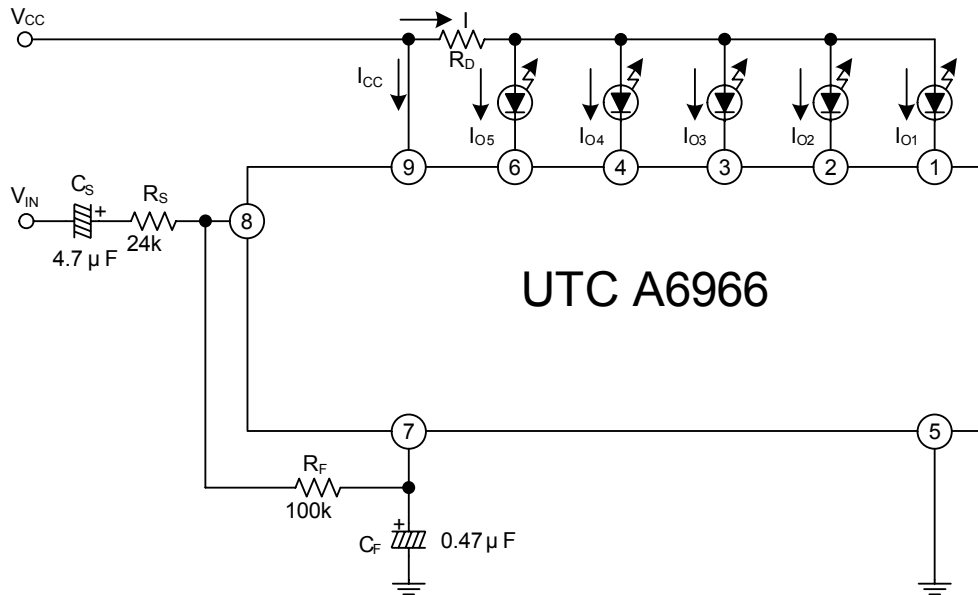 VCC
I
RD
ICC
IO5
IO4
IO3
IO2
IO1
9
6
4
3
2
1
VIN
CS
+
RS
8
24k
4.7 μ F
UTC A6966
7
5
RF
100k
+
CF
0.47 μ F